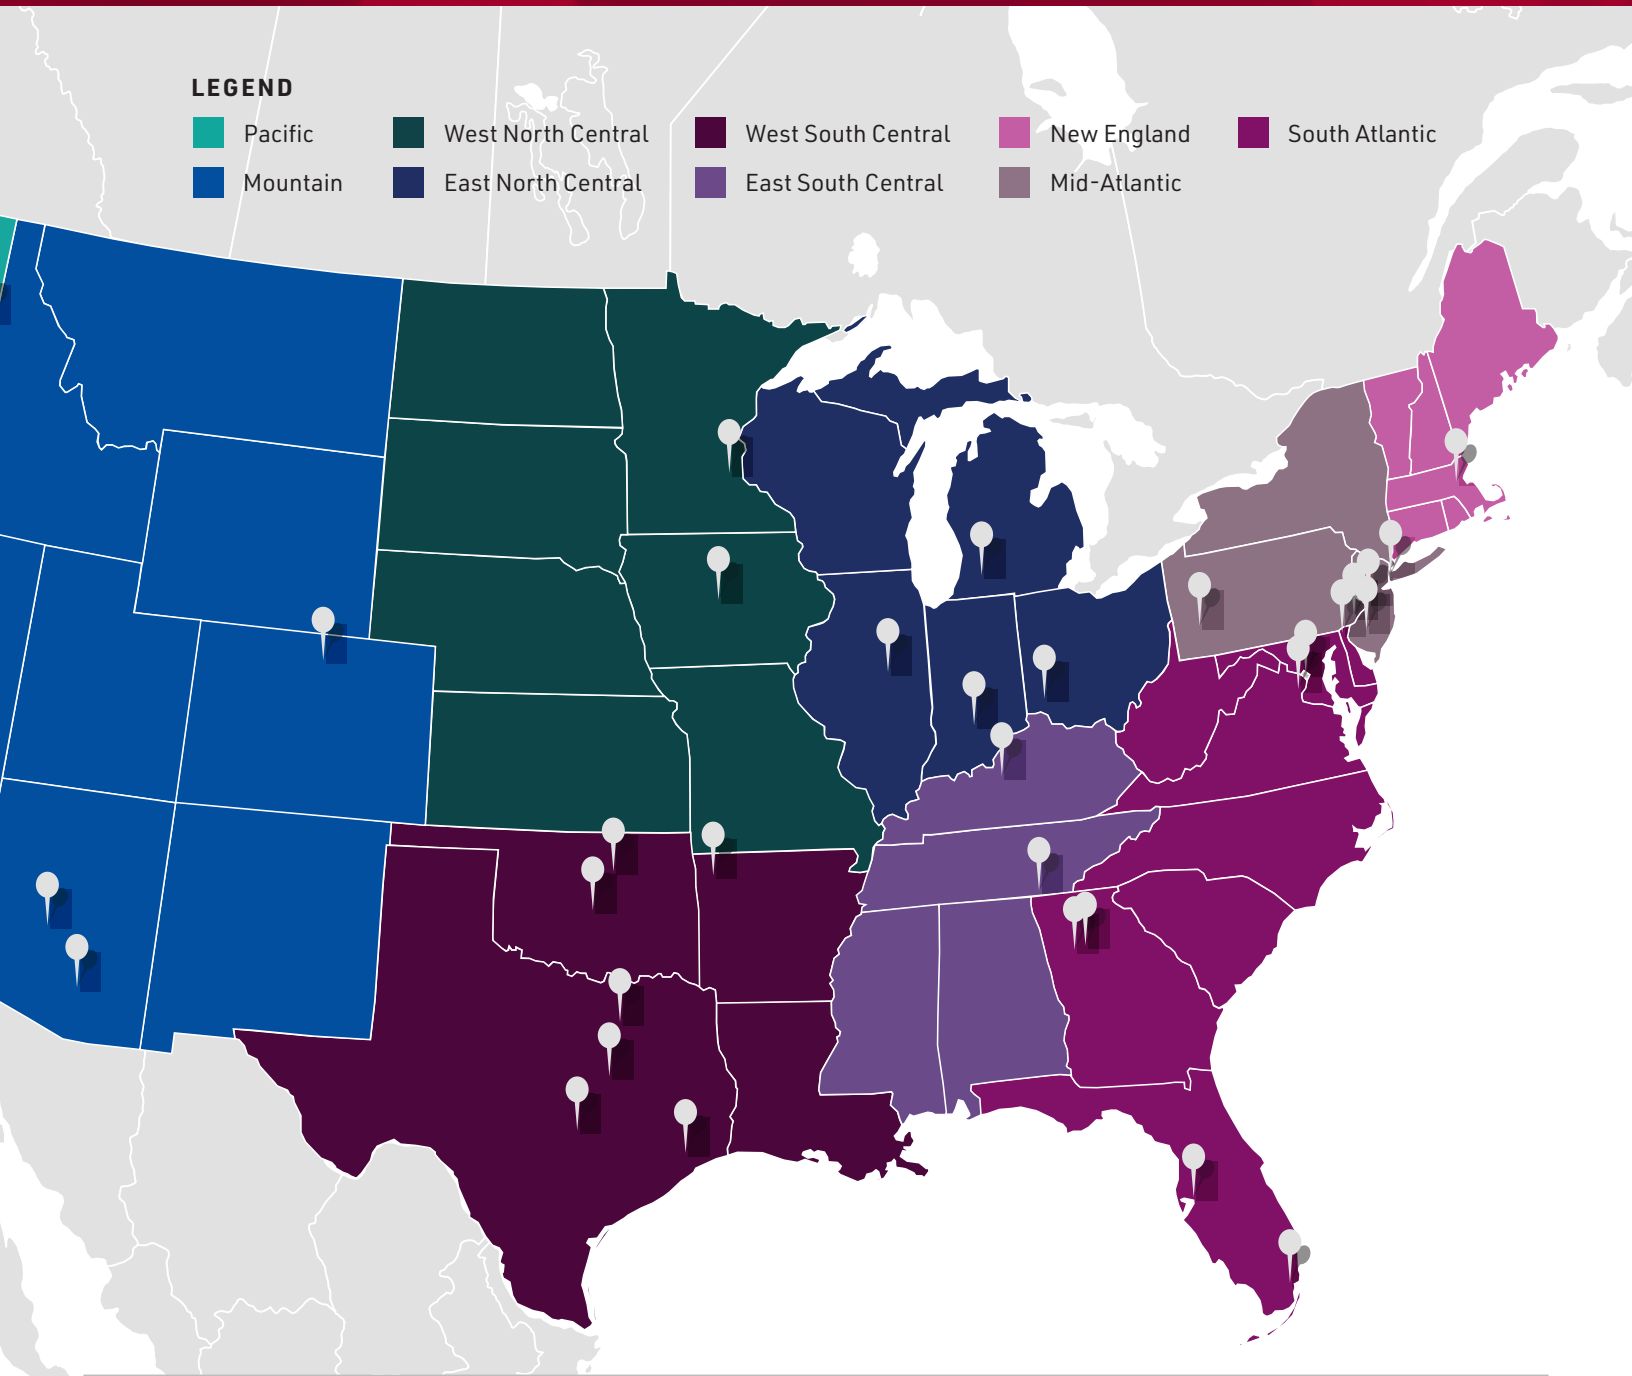 LEGEND
Pacific
West North Central
West South Central
New England
South Atlantic
Mountain
East North Central
East South Central
Mid-Atlantic